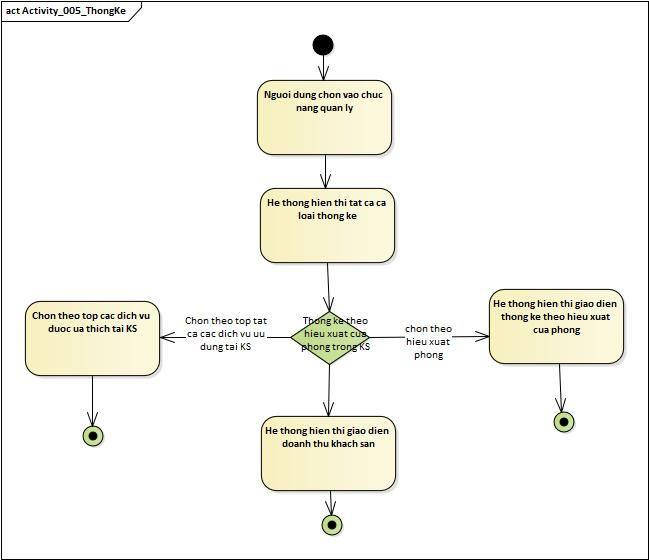 act Activity_005_ThongKe
Nguoi dung chon vao chuc
nang quan ly
He thong hien thi tat ca ca
loai thong ke
Chon theo top cac dich vu
duoc ua thich tai KS
Chon theo top tat
ca ca cac dich vu uu
dung tai KS
Thong ke theo
hieu xuat cua
phong trong KS
chon theo
hieu xuat
phong
He thong hien thi giao dien
thong ke theo hieu xuat
cua phong
He thong hien thi giao dien
doanh thu khach san